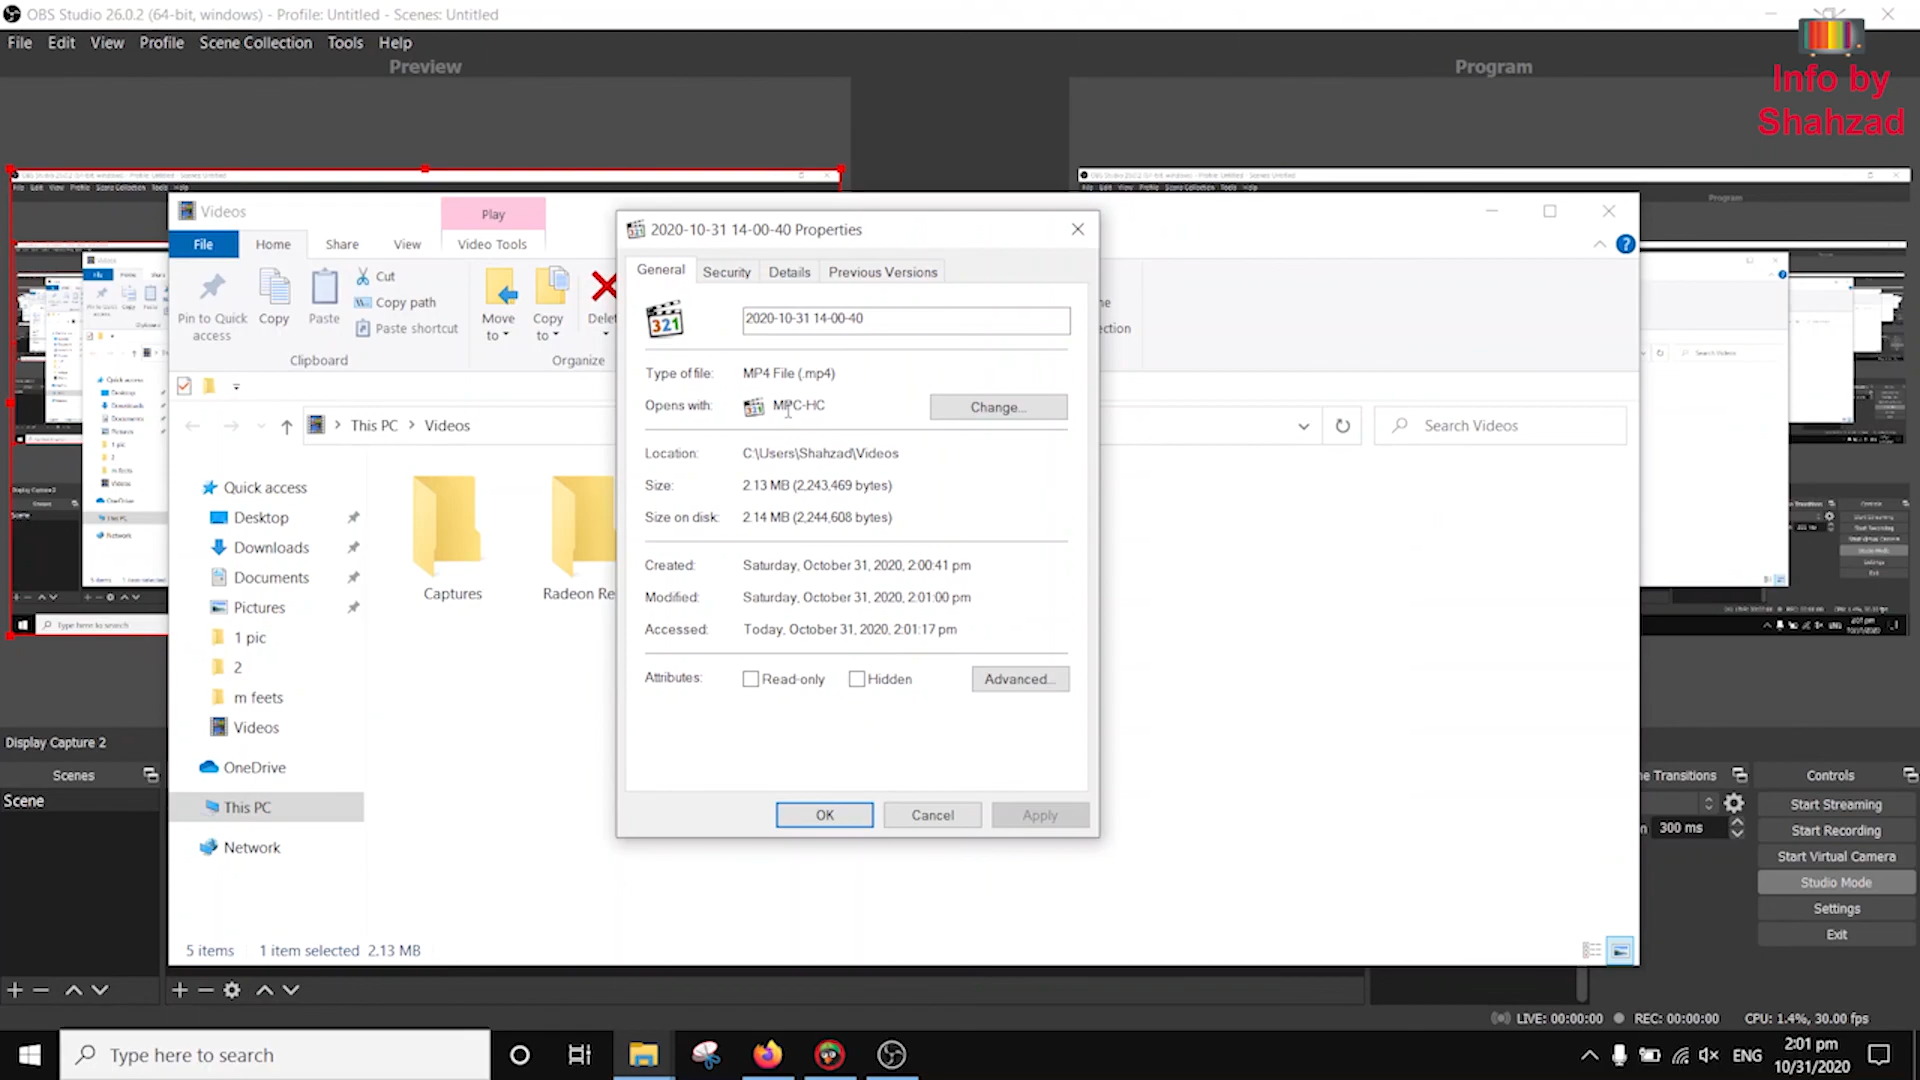 OBS Studio 26.0.2 (64-bit, windows) - Profile: Untitled - Scenes: Untitled
File Edit View Profile Scene Collection Tools Help
Preview
Program
Info by
Shahzad
Videos
Play
File Home Share View Video Tools
Pin to Quick access
Copy
Paste
Cut
Copy path
Paste shortcut
Clipboard
Move to
Copy to
Delet
Organize
This PC > Videos
Search Videos
Quick access
Desktop
Downloads
Documents
Pictures
1 pic
2
m feets
Videos
OneDrive
This PC
Network
Captures
Radeon Re
5 items 1 item selected 2.13 MB
2020-10-31 14-00-40 Properties
General Security Details Previous Versions
2020-10-31 14-00-40
Type of file: MP4 File (.mp4)
Opens with: MPC-HC Change...
Location: C:\Users\Shahzad\Videos
Size: 2.13 MB (2,243,469 bytes)
Size on disk: 2.14 MB (2,244,608 bytes)
Created: Saturday, October 31, 2020, 2:00:41 pm
Modified: Saturday, October 31, 2020, 2:01:00 pm
Accessed: Today, October 31, 2020, 2:01:17 pm
Attributes: Read-only Hidden Advanced...
OK Cancel Apply
Display Capture 2
Scenes
Scene
ne Transitions
300 ms
Controls
Start Streaming
Start Recording
Start Virtual Camera
Studio Mode
Settings
Exit
LIVE: 00:00:00 REC: 00:00:00 CPU: 1.4%, 30.00 fps
Type here to search
ENG
2:01 pm
10/31/2020